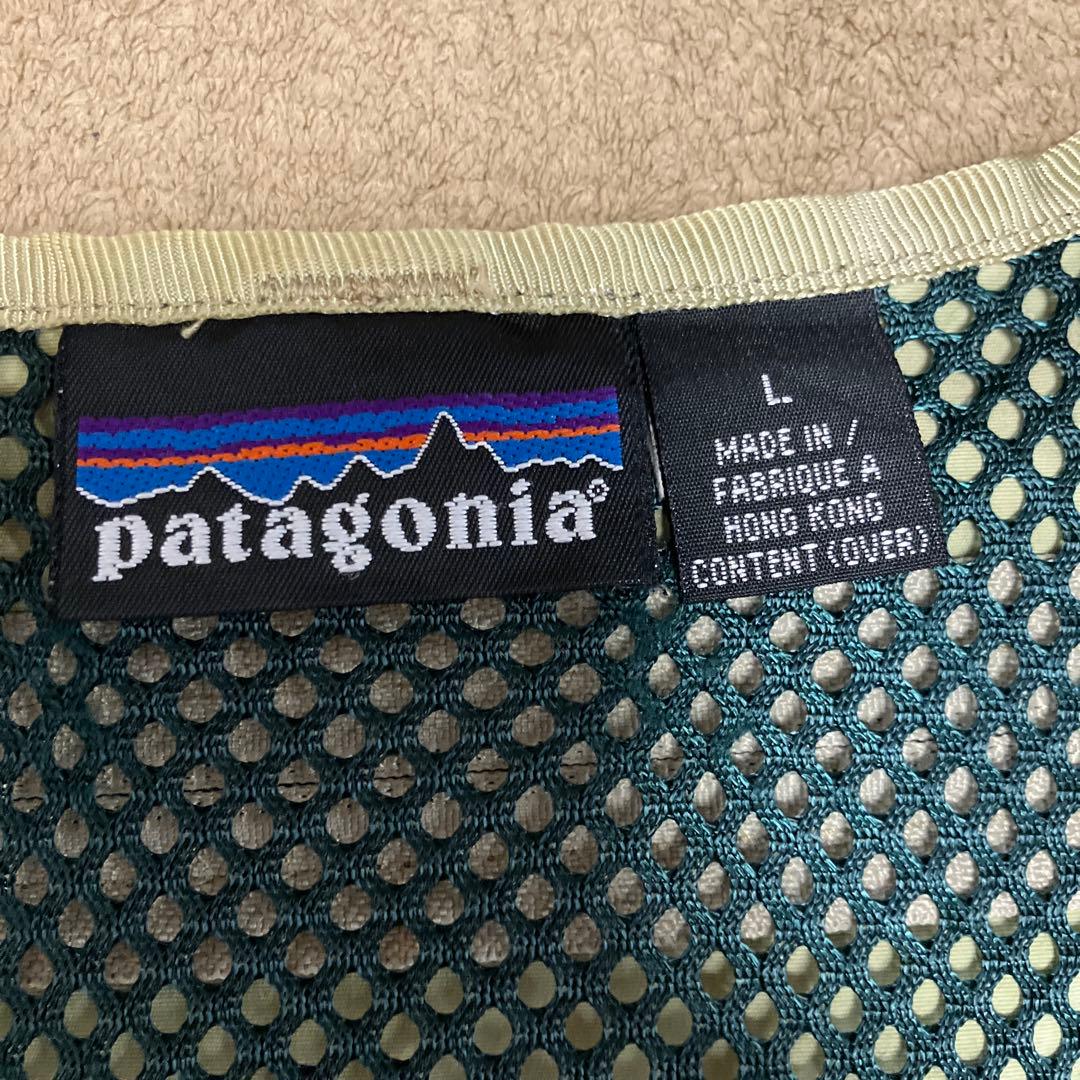 patagonia®
L
MADE IN /
FABRIQUE A
HONG KONG
CONTENT (OVER)